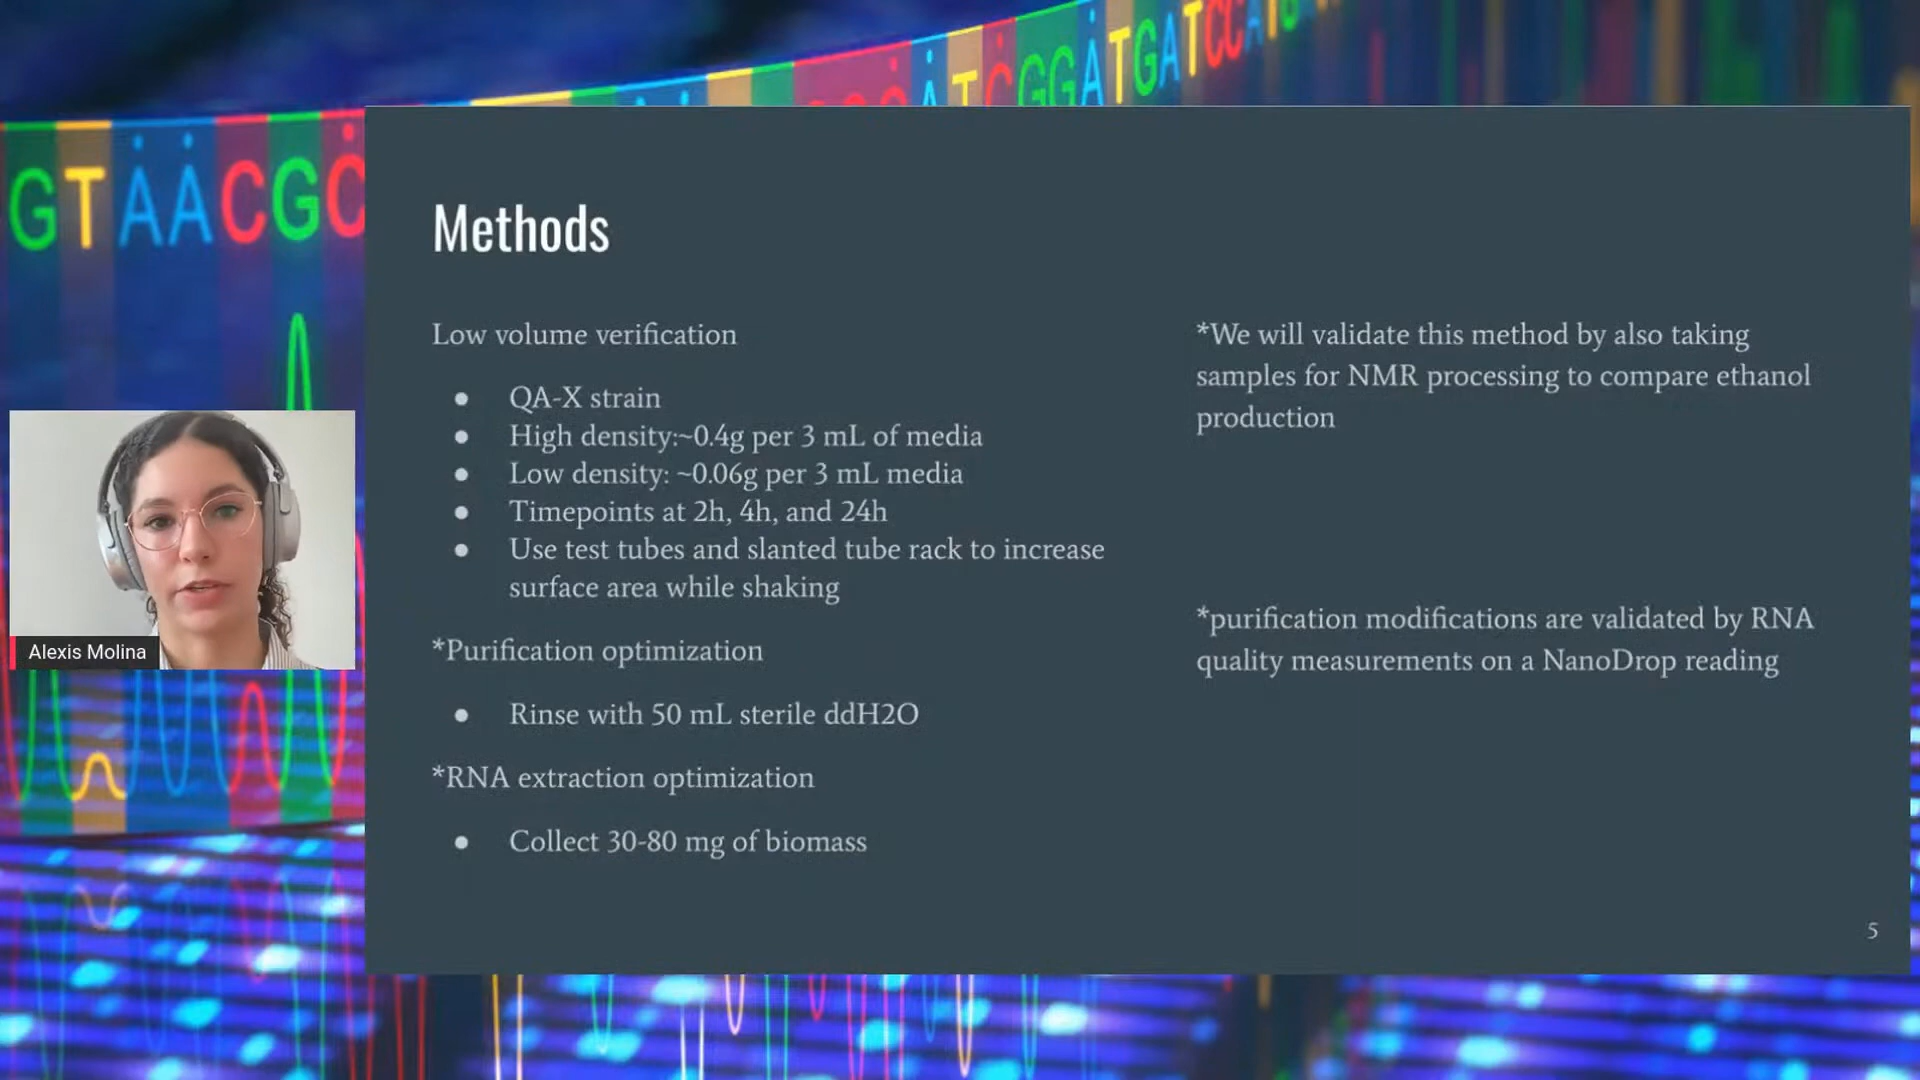 GTAACGC
ATCGGATGATCCATG
Methods
Low volume verification
● QA-X strain
● High density:~0.4g per 3 mL of media
● Low density: ~0.06g per 3 mL media
● Timepoints at 2h, 4h, and 24h
● Use test tubes and slanted tube rack to increase
surface area while shaking
*Purification optimization
● Rinse with 50 mL sterile ddH2O
*RNA extraction optimization
● Collect 30-80 mg of biomass
*We will validate this method by also taking
samples for NMR processing to compare ethanol
production
*purification modifications are validated by RNA
quality measurements on a NanoDrop reading
5
Alexis Molina